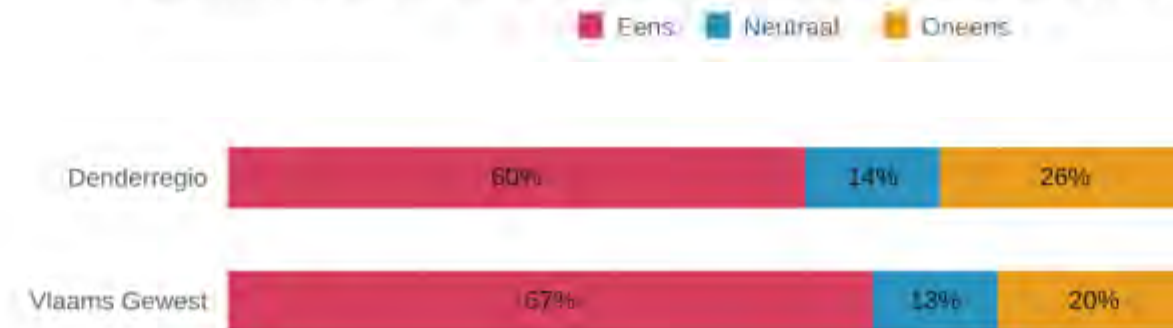 Eens Neutraal Oneens
Denderregio 60% 14% 26%
Vlaams Gewest 67% 13% 20%